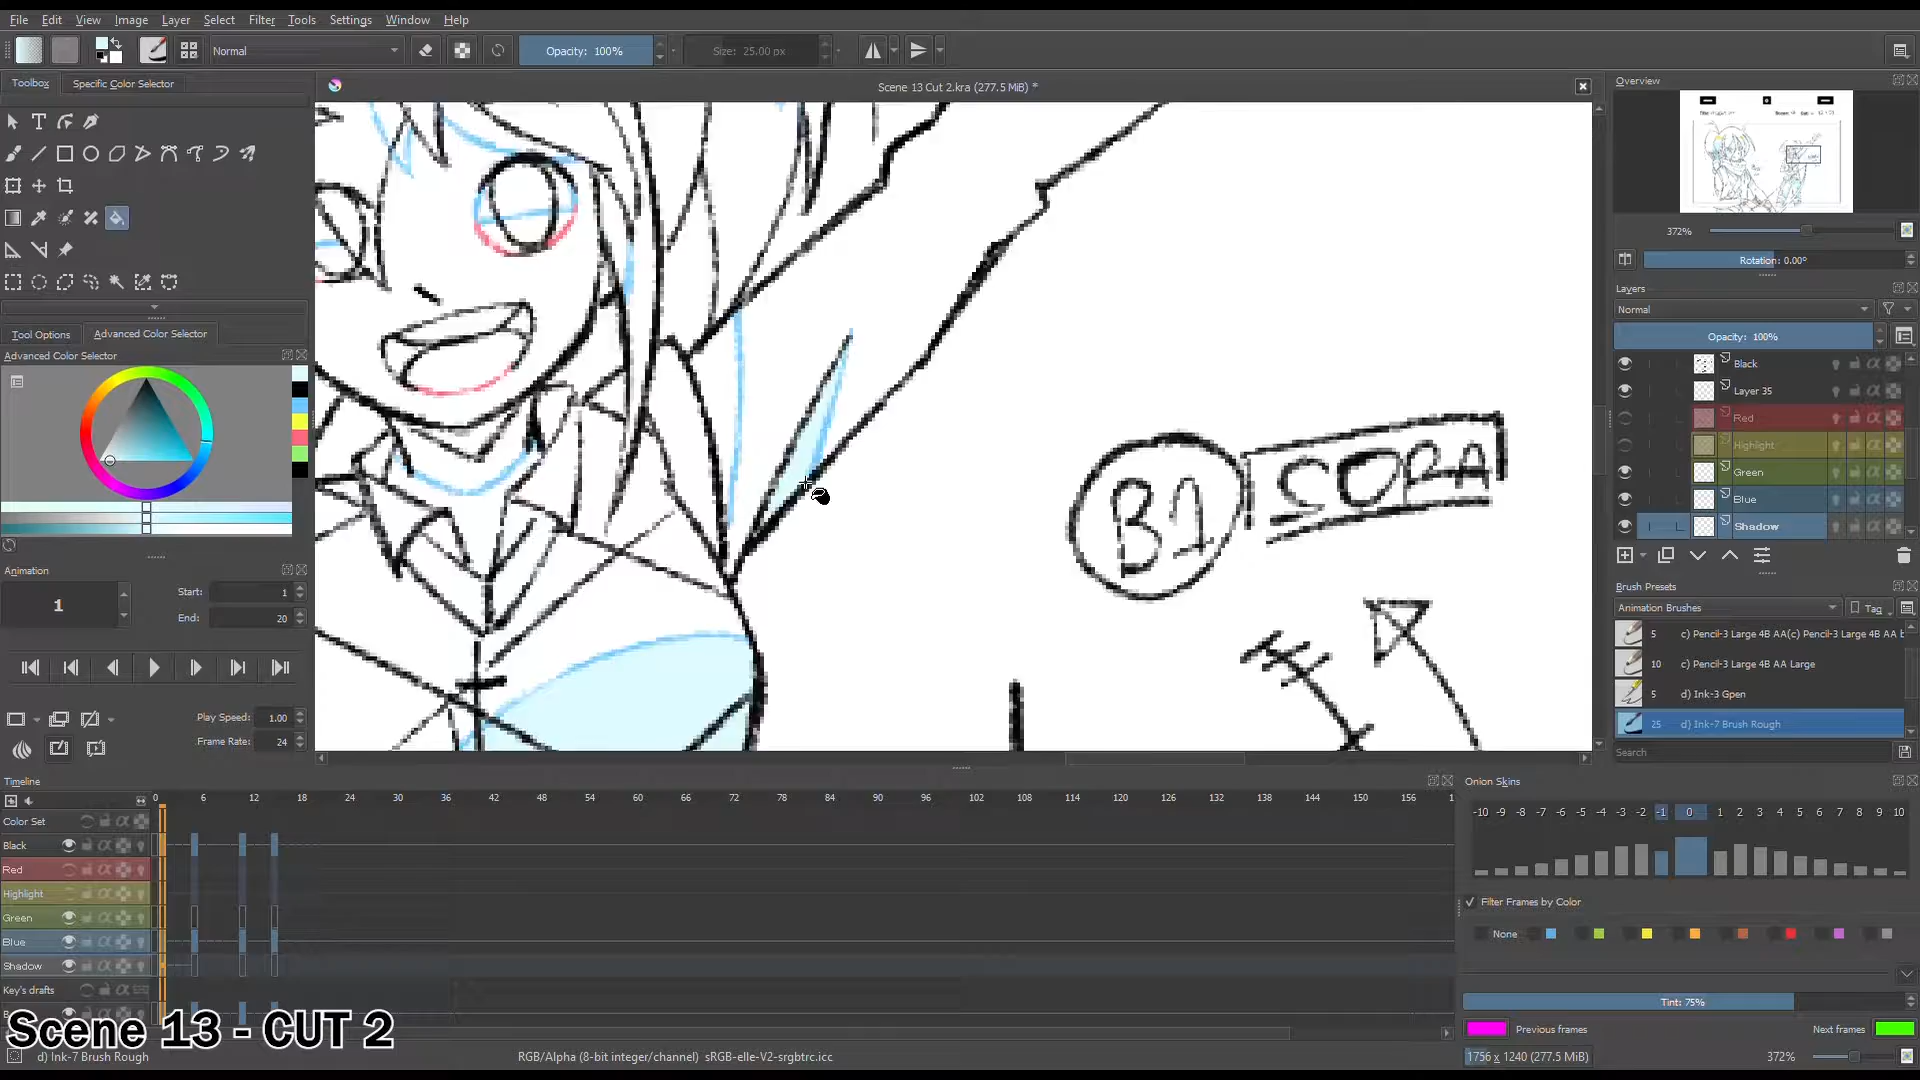 File Edit View Image Layer Select Filter Tools Settings Window Help
Normal
Opacity: 100%
Size: 25.00 px
Toolbox
Specific Color Selector
Scene 13 Cut 2.kra (277.5 MiB) *
Overview
372%
Rotation: 0.00°
Layers
Normal
Opacity: 100%
Black
Layer 35
Red
Highlight
Green
Blue
Shadow
Tool Options
Advanced Color Selector
Advanced Color Selector
B1
CORA
Animation
1
Start: 1
End: 20
Play Speed: 1.00
Frame Rate: 24
Brush Presets
Animation Brushes
Tag
5 c) Pencil-3 Large 4B AA(c) Pencil-3 Large 4B AA b
10 c) Pencil-3 Large 4B AA Large
5 d) Ink-3 Gpen
25 d) Ink-7 Brush Rough
Search
Timeline
0 6 12 18 24 30 36 42 48 54 60 66 72 78 84 90 96 102 108 114 120 126 132 138 144 150 156 1
Color Set
Black
Red
Highlight
Green
Blue
Shadow
Key's drafts
Onion Skins
-10 -9 -8 -7 -6 -5 -4 -3 -2 -1 0 1 2 3 4 5 6 7 8 9 10
Filter Frames by Color
None
Tint: 75%
Previous frames
Next frames
Scene 13 - CUT 2
d) Ink-7 Brush Rough
RGB/Alpha (8-bit integer/channel) sRGB-elle-V2-srgbtrc.icc
1756 x 1240 (277.5 MiB)
372%